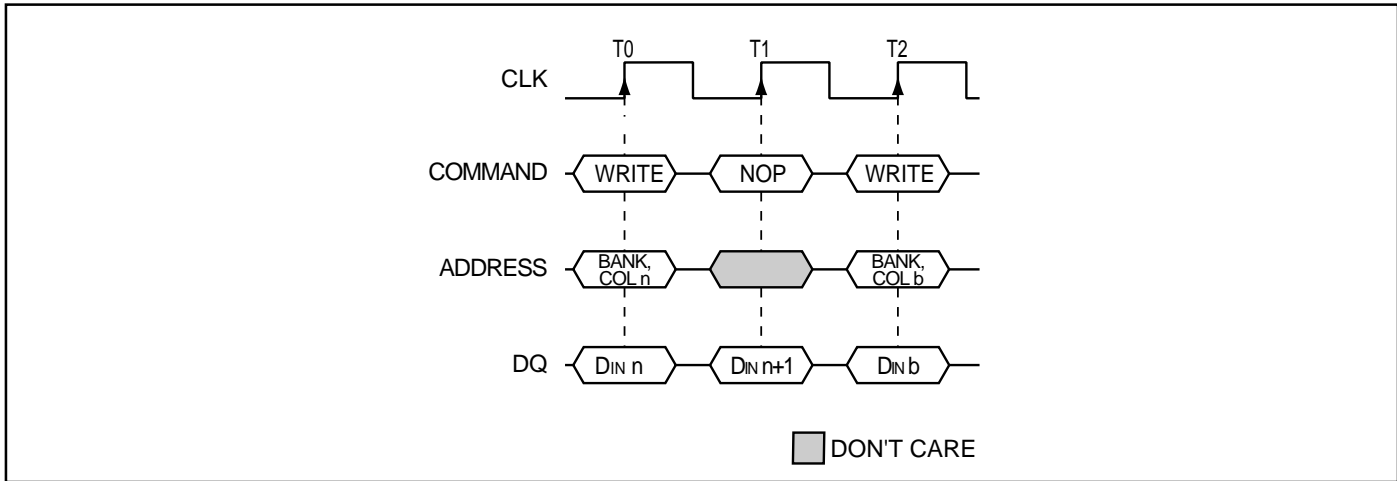 T0 T1 T2
CLK
COMMAND WRITE NOP WRITE
ADDRESS BANK, COL n BANK, COL b
DQ DIN n DIN n+1 DIN b
DON'T CARE